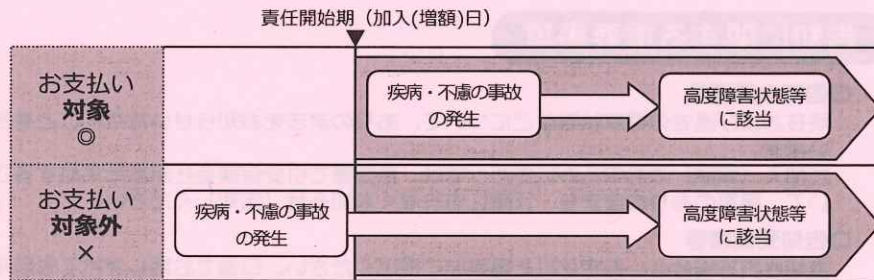 責任開始期（加入(増額)日）
お支払い
対象
◎
疾病・不慮の事故
の発生
高度障害状態等
に該当
お支払い
対象外
×
疾病・不慮の事故
の発生
高度障害状態等
に該当